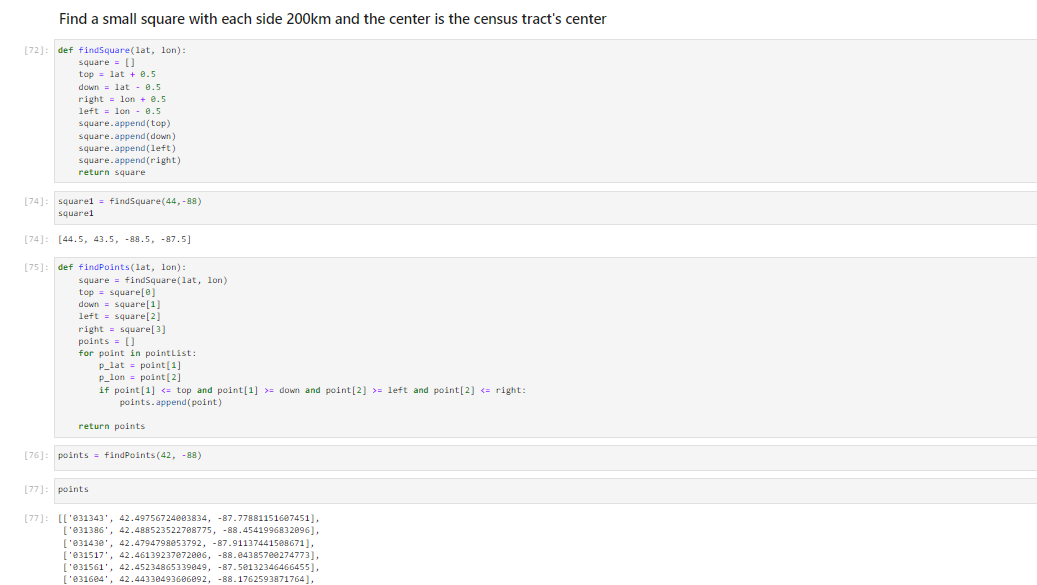 Find a small square with each side 200km and the center is the census tract's center
[72]: def findSquare(lat, lon):
square = []
top = lat + 0.5
down = lat - 0.5
right = lon + 0.5
left = lon - 0.5
square.append(top)
square.append(down)
square.append(left)
square.append(right)
return square
[74]: square1 = findSquare(44,-88)
square1
[74]: [44.5, 43.5, -88.5, -87.5]
[75]: def findPoints(lat, lon):
square = findSquare(lat, lon)
top = square[0]
down = square[1]
left = square[2]
right = square[3]
points = []
for point in pointList:
p_lat = point[1]
p_lon = point[2]
if point[1] <= top and point[1] >= down and point[2] >= left and point[2] <= right:
points.append(point)
return points
[76]: points = findPoints(42, -88)
[77]: points
[77]: [['031343', 42.49756724003834, -87.77881151607451],
['031386', 42.488523522708775, -88.4541996832096],
['031430', 42.4794798053792, -87.91137441508671],
['031517', 42.46139237072006, -88.04385700274773],
['031561', 42.45234865339049, -87.50132346466455],
['031604', 42.44330493606092, -88.1762593871764],